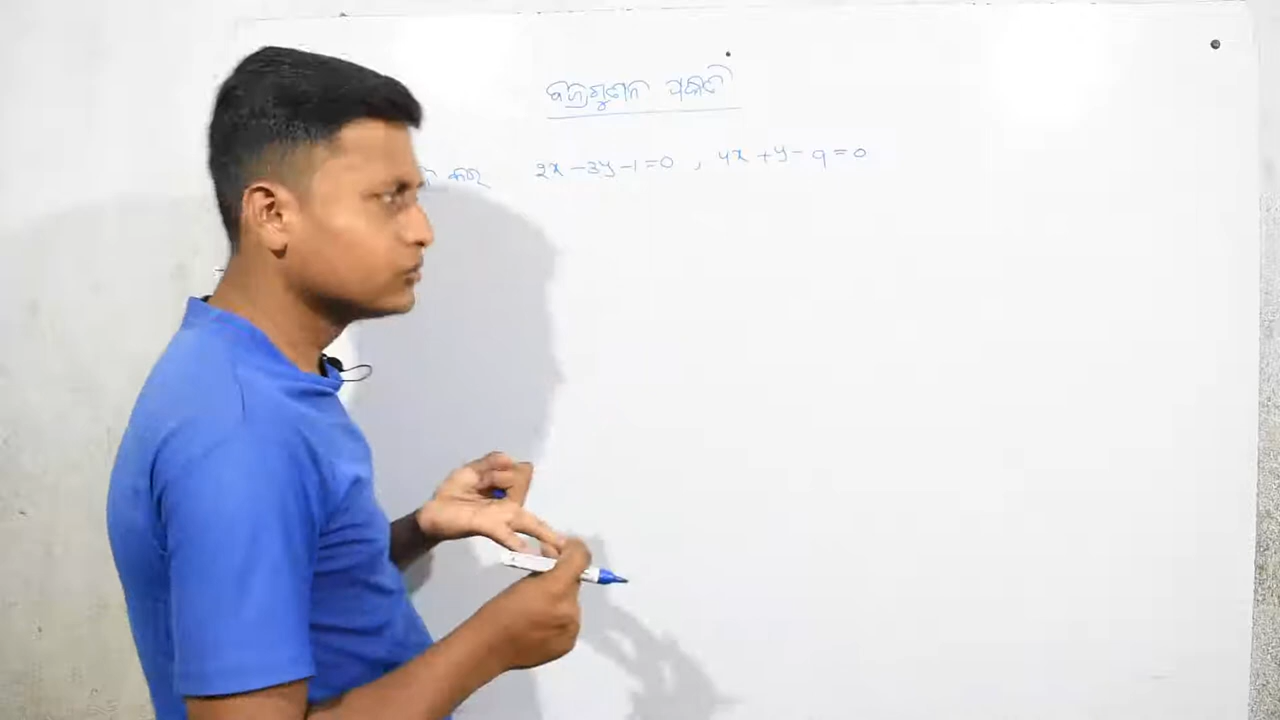 ବଜ୍ରଗୁଣନ ପଦ୍ଧତି
କର 2x - 3y - 1 = 0 , 4x + y - 9 = 0